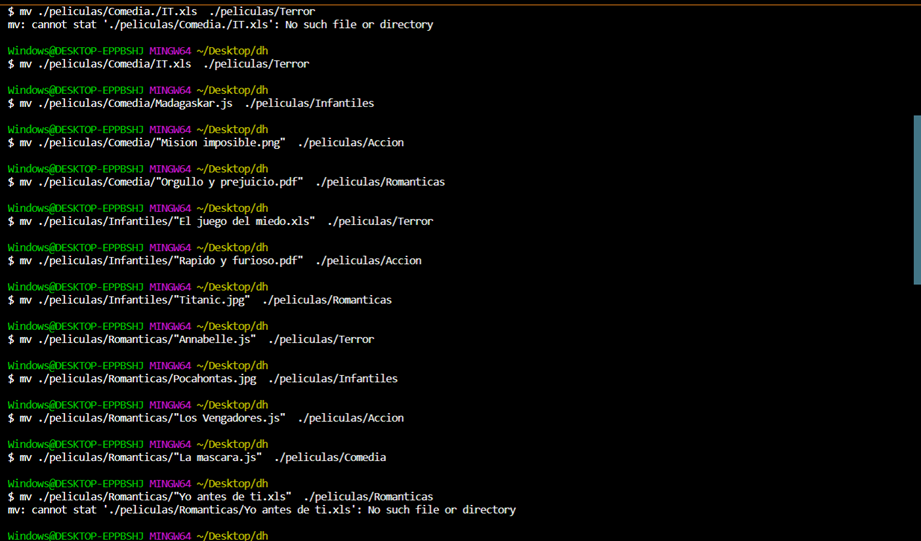 $ mv ./peliculas/Comedia./IT.xls  ./peliculas/Terror
mv: cannot stat './peliculas/Comedia./IT.xls': No such file or directory
Windows@DESKTOP-EPPBSHJ MINGW64 ~/Desktop/dh
$ mv ./peliculas/Comedia/IT.xls  ./peliculas/Terror
Windows@DESKTOP-EPPBSHJ MINGW64 ~/Desktop/dh
$ mv ./peliculas/Comedia/Madagaskar.js  ./peliculas/Infantiles
Windows@DESKTOP-EPPBSHJ MINGW64 ~/Desktop/dh
$ mv ./peliculas/Comedia/"Mision imposible.png"  ./peliculas/Accion
Windows@DESKTOP-EPPBSHJ MINGW64 ~/Desktop/dh
$ mv ./peliculas/Comedia/"Orgullo y prejuicio.pdf"  ./peliculas/Romanticas
Windows@DESKTOP-EPPBSHJ MINGW64 ~/Desktop/dh
$ mv ./peliculas/Infantiles/"El juego del miedo.xls"  ./peliculas/Terror
Windows@DESKTOP-EPPBSHJ MINGW64 ~/Desktop/dh
$ mv ./peliculas/Infantiles/"Rapido y furioso.pdf"  ./peliculas/Accion
Windows@DESKTOP-EPPBSHJ MINGW64 ~/Desktop/dh
$ mv ./peliculas/Infantiles/"Titanic.jpg"  ./peliculas/Romanticas
Windows@DESKTOP-EPPBSHJ MINGW64 ~/Desktop/dh
$ mv ./peliculas/Romanticas/"Annabelle.js"  ./peliculas/Terror
Windows@DESKTOP-EPPBSHJ MINGW64 ~/Desktop/dh
$ mv ./peliculas/Romanticas/Pocahontas.jpg  ./peliculas/Infantiles
Windows@DESKTOP-EPPBSHJ MINGW64 ~/Desktop/dh
$ mv ./peliculas/Romanticas/"Los Vengadores.js"  ./peliculas/Accion
Windows@DESKTOP-EPPBSHJ MINGW64 ~/Desktop/dh
$ mv ./peliculas/Romanticas/"La mascara.js"  ./peliculas/Comedia
Windows@DESKTOP-EPPBSHJ MINGW64 ~/Desktop/dh
$ mv ./peliculas/Romanticas/"Yo antes de ti.xls"  ./peliculas/Romanticas
mv: cannot stat './peliculas/Romanticas/Yo antes de ti.xls': No such file or directory
Windows@DESKTOP-EPPBSHJ MINGW64 ~/Desktop/dh